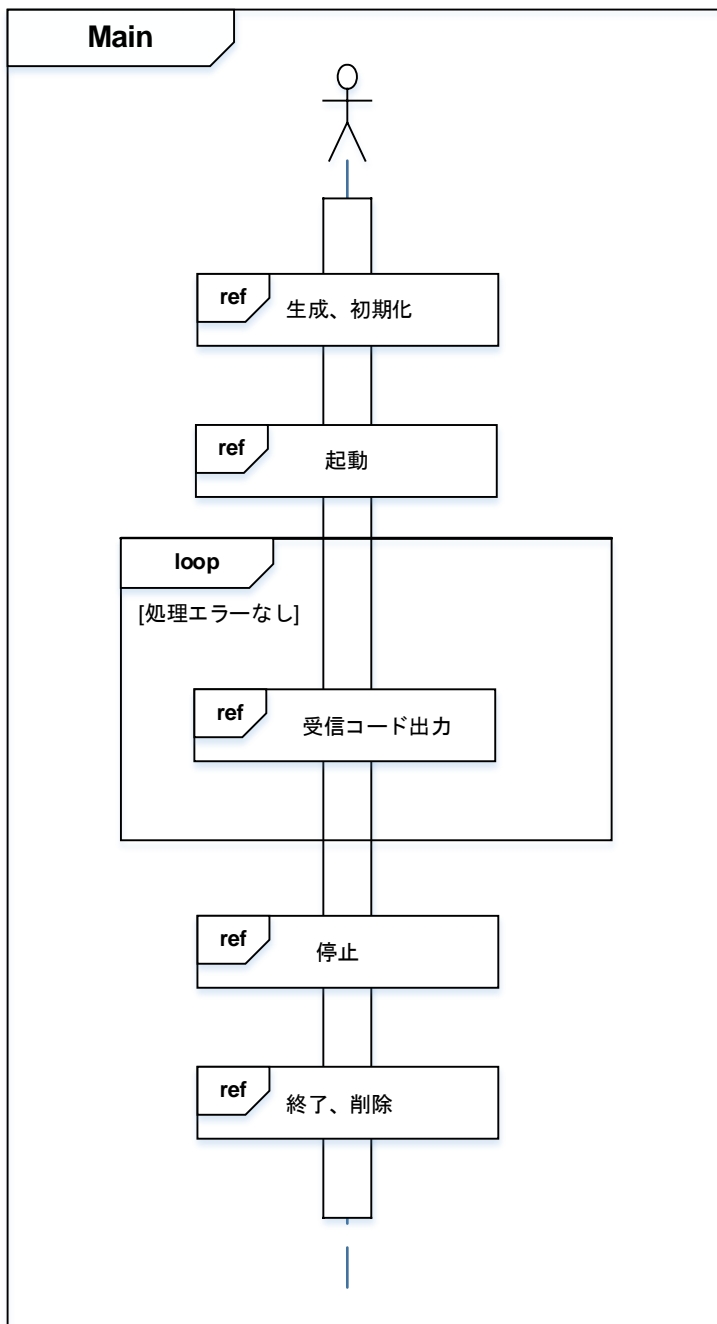 Main
ref
生成、初期化
ref
起動
loop
[処理エラーなし]
ref
受信コード出力
ref
停止
ref
終了、削除